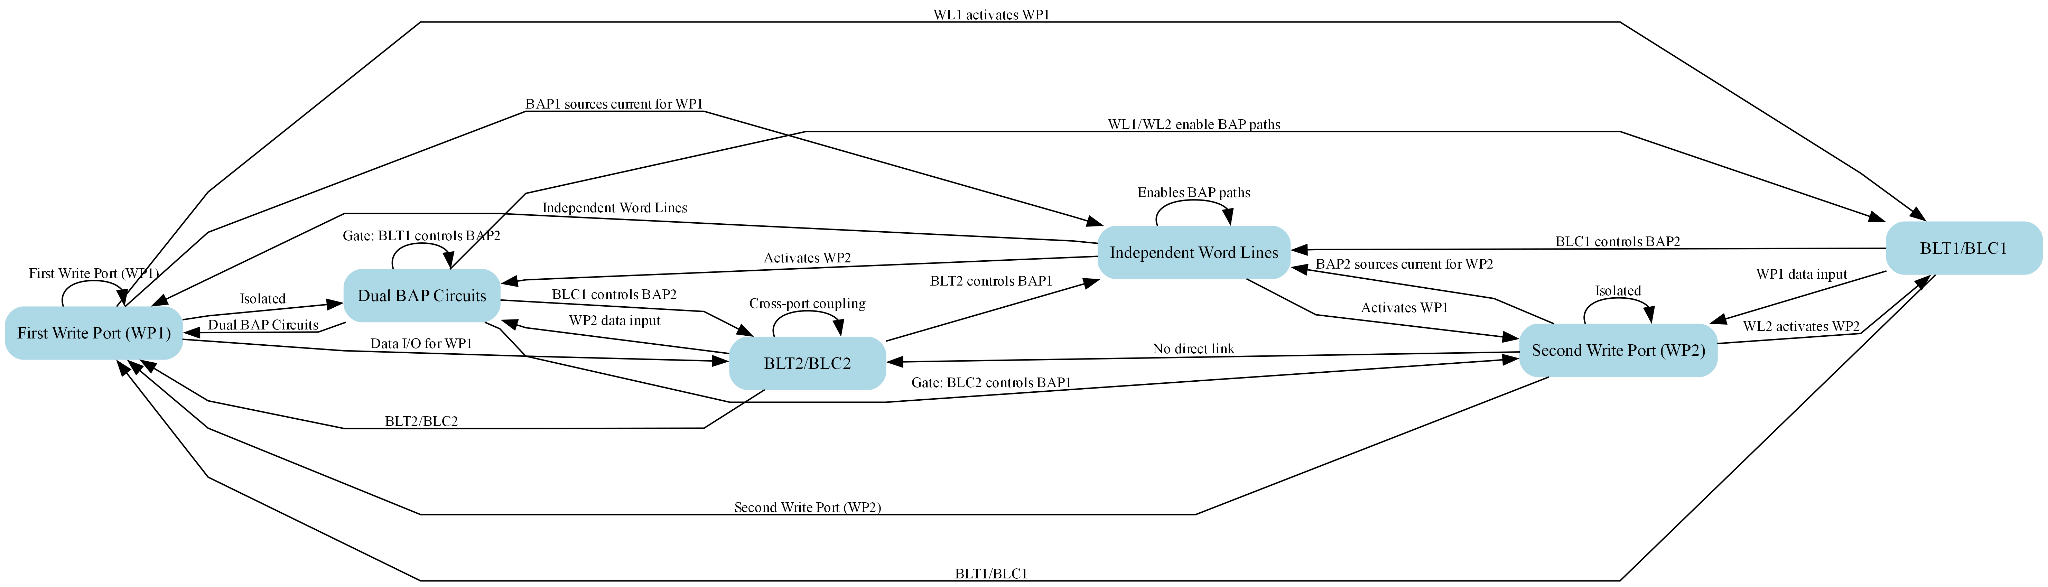 WL1 activates WP1
BAP1 sources current for WP1
WL1/WL2 enable BAP paths
Enables BAP paths
Independent Word Lines
Gate: BLT1 controls BAP2
BLC1 controls BAP2
BLT1/BLC1
Independent Word Lines
Activates WP2
BAP2 sources current for WP2
WP1 data input
First Write Port (WP1)
BLT2 controls BAP1
Dual BAP Circuits
BLC1 controls BAP2
Isolated
Isolated
Cross-port coupling
Activates WP1
WP2 data input
Dual BAP Circuits
WL2 activates WP2
First Write Port (WP1)
Data I/O for WP1
No direct link
Second Write Port (WP2)
BLT2/BLC2
Gate: BLC2 controls BAP1
BLT2/BLC2
Second Write Port (WP2)
BLT1/BLC1